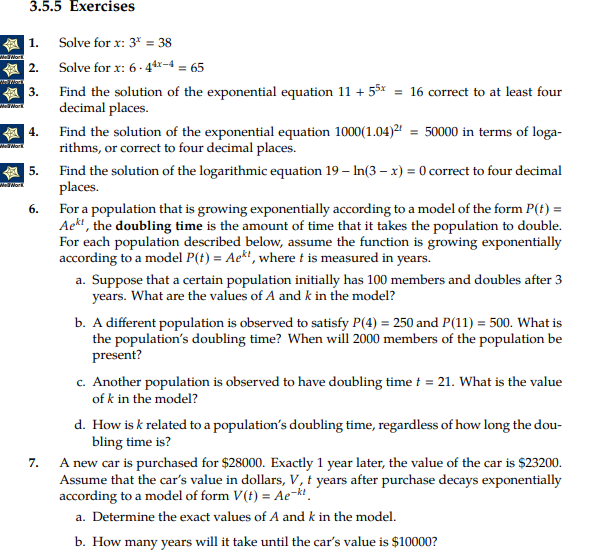 3.5.5 Exercises
WeBWorK 1. Solve for x: 3^x = 38
WeBWorK 2. Solve for x: 6 · 4^{4x−4} = 65
WeBWorK 3. Find the solution of the exponential equation 11 + 5^{5x} = 16 correct to at least four
decimal places.
WeBWorK 4. Find the solution of the exponential equation 1000(1.04)^{2t} = 50000 in terms of loga-
rithms, or correct to four decimal places.
WeBWorK 5. Find the solution of the logarithmic equation 19 − ln(3 − x) = 0 correct to four decimal
places.
6. For a population that is growing exponentially according to a model of the form P(t) =
Ae^{kt}, the doubling time is the amount of time that it takes the population to double.
For each population described below, assume the function is growing exponentially
according to a model P(t) = Ae^{kt}, where t is measured in years.
a. Suppose that a certain population initially has 100 members and doubles after 3
years. What are the values of A and k in the model?
b. A different population is observed to satisfy P(4) = 250 and P(11) = 500. What is
the population's doubling time? When will 2000 members of the population be
present?
c. Another population is observed to have doubling time t = 21. What is the value
of k in the model?
d. How is k related to a population's doubling time, regardless of how long the dou-
bling time is?
7. A new car is purchased for $28000. Exactly 1 year later, the value of the car is $23200.
Assume that the car's value in dollars, V, t years after purchase decays exponentially
according to a model of form V(t) = Ae^{−kt}.
a. Determine the exact values of A and k in the model.
b. How many years will it take until the car's value is $10000?